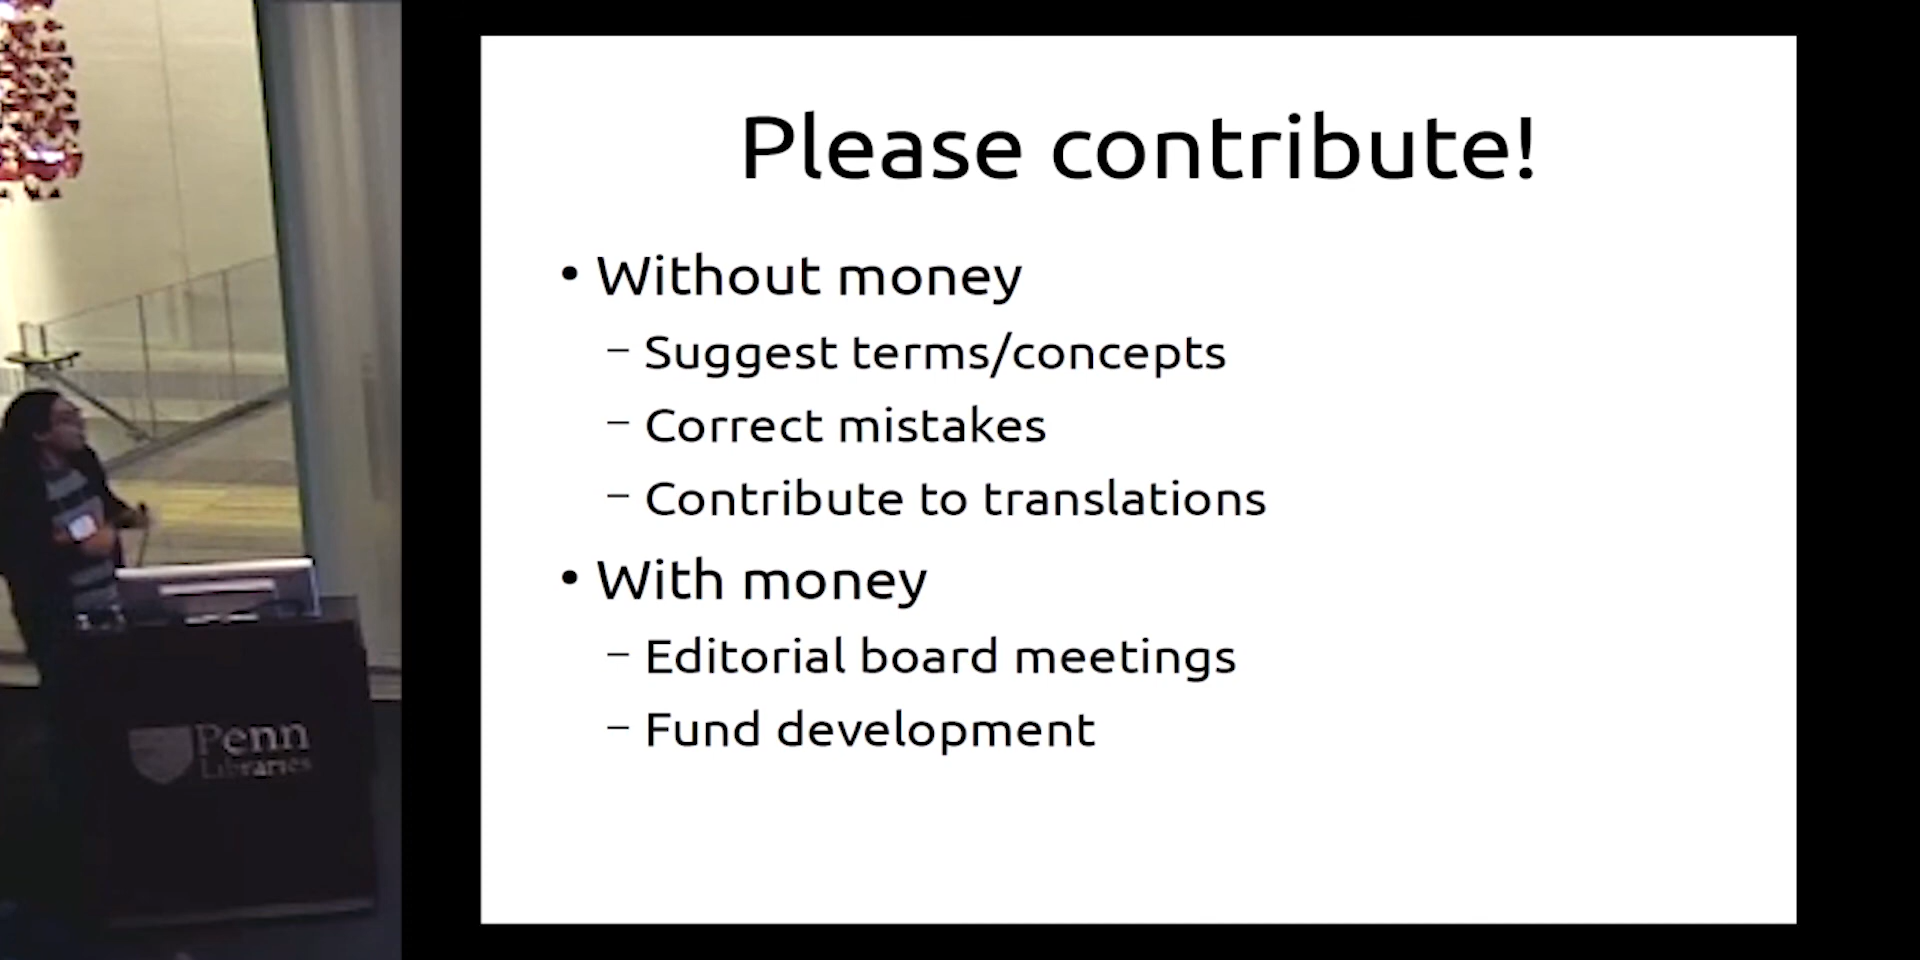 Please contribute!
• Without money
– Suggest terms/concepts
– Correct mistakes
– Contribute to translations
• With money
– Editorial board meetings
– Fund development
Penn
Libraries